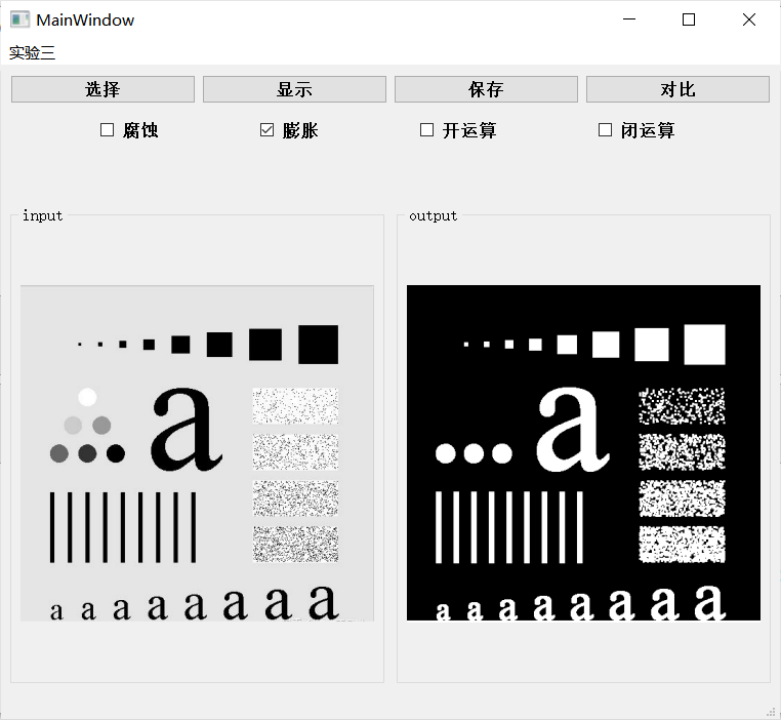 MainWindow
实验三
选择 显示 保存 对比
腐蚀 膨胀 开运算 闭运算
input output
a a
a a a a a a a a a a a a a a a a